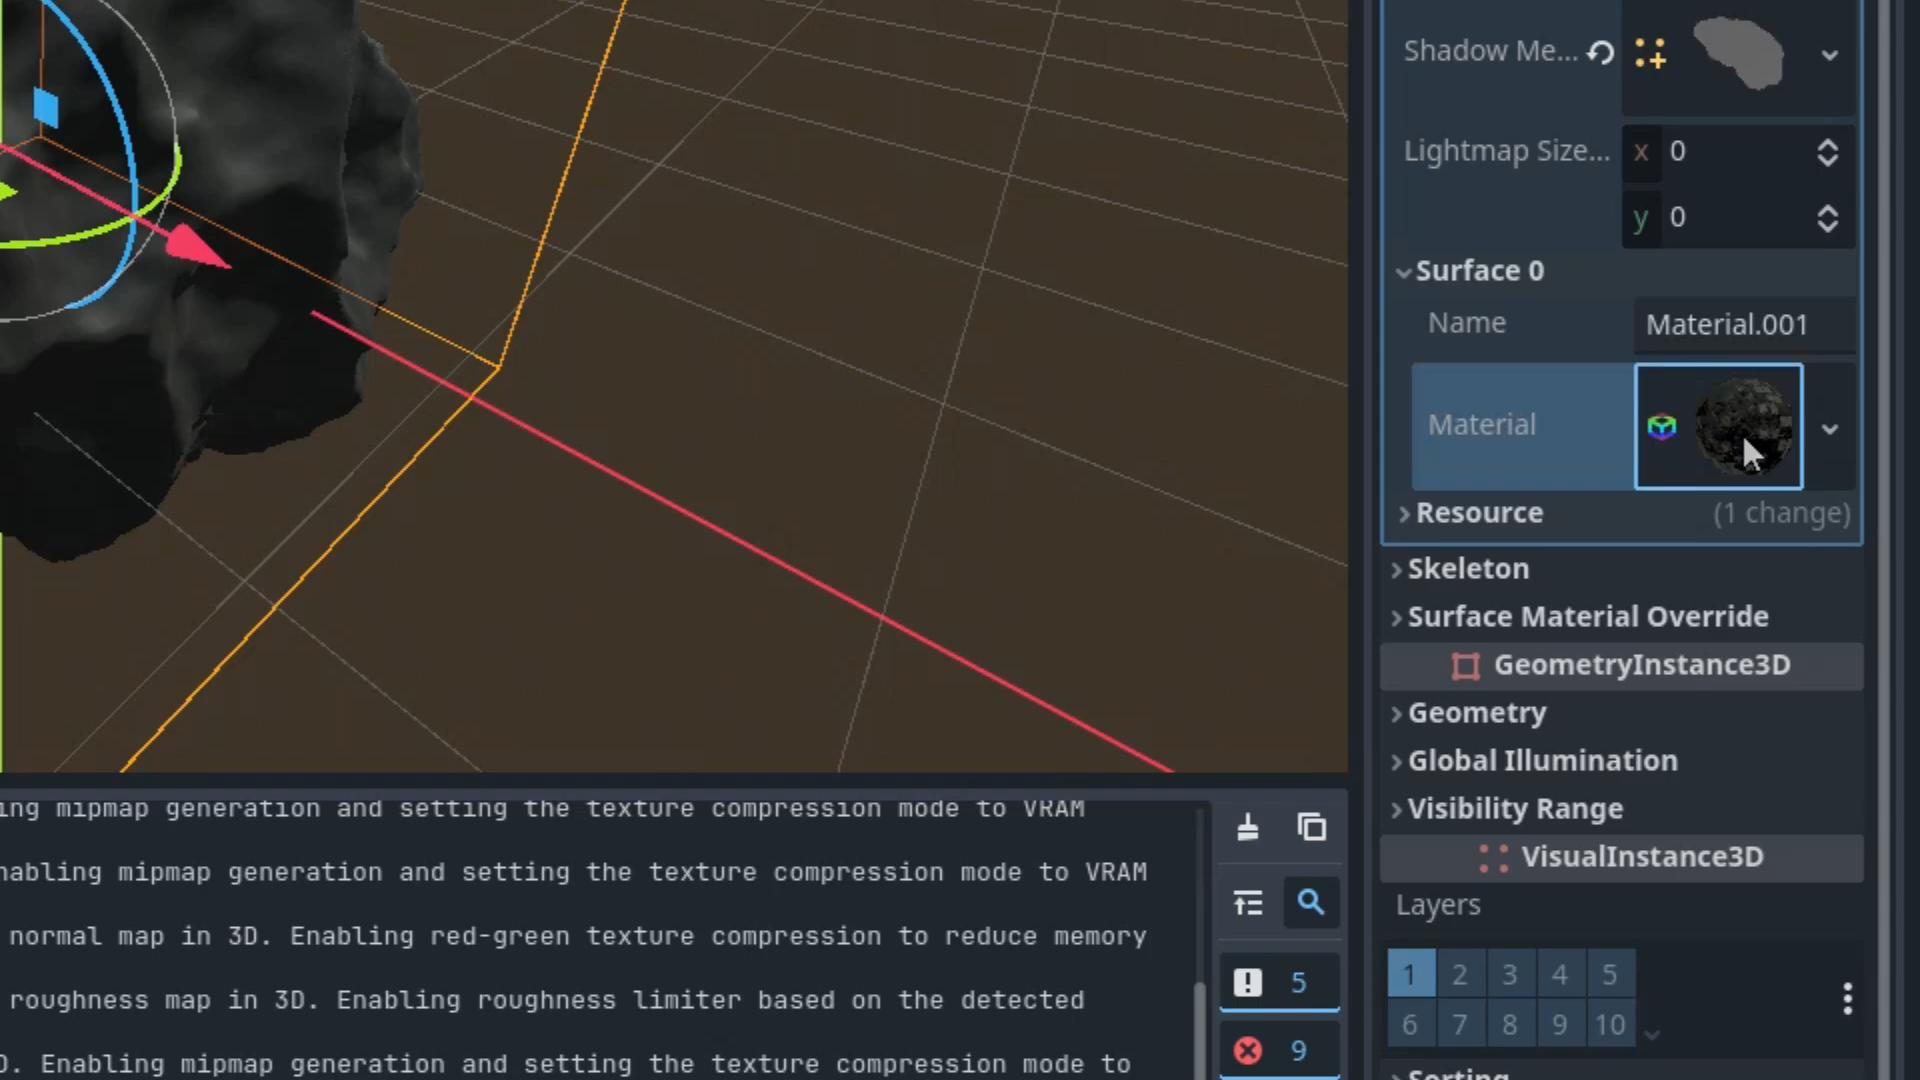 Shadow Me...
Lightmap Size...
x 0
y 0
Surface 0
Name
Material.001
Material
Resource
(1 change)
Skeleton
Surface Material Override
GeometryInstance3D
Geometry
Global Illumination
Visibility Range
VisualInstance3D
Layers
1 2 3 4 5
6 7 8 9 10
Sorting
ing mipmap generation and setting the texture compression mode to VRAM
nabling mipmap generation and setting the texture compression mode to VRAM
normal map in 3D. Enabling red-green texture compression to reduce memory
roughness map in 3D. Enabling roughness limiter based on the detected
D. Enabling mipmap generation and setting the texture compression mode to
5
9